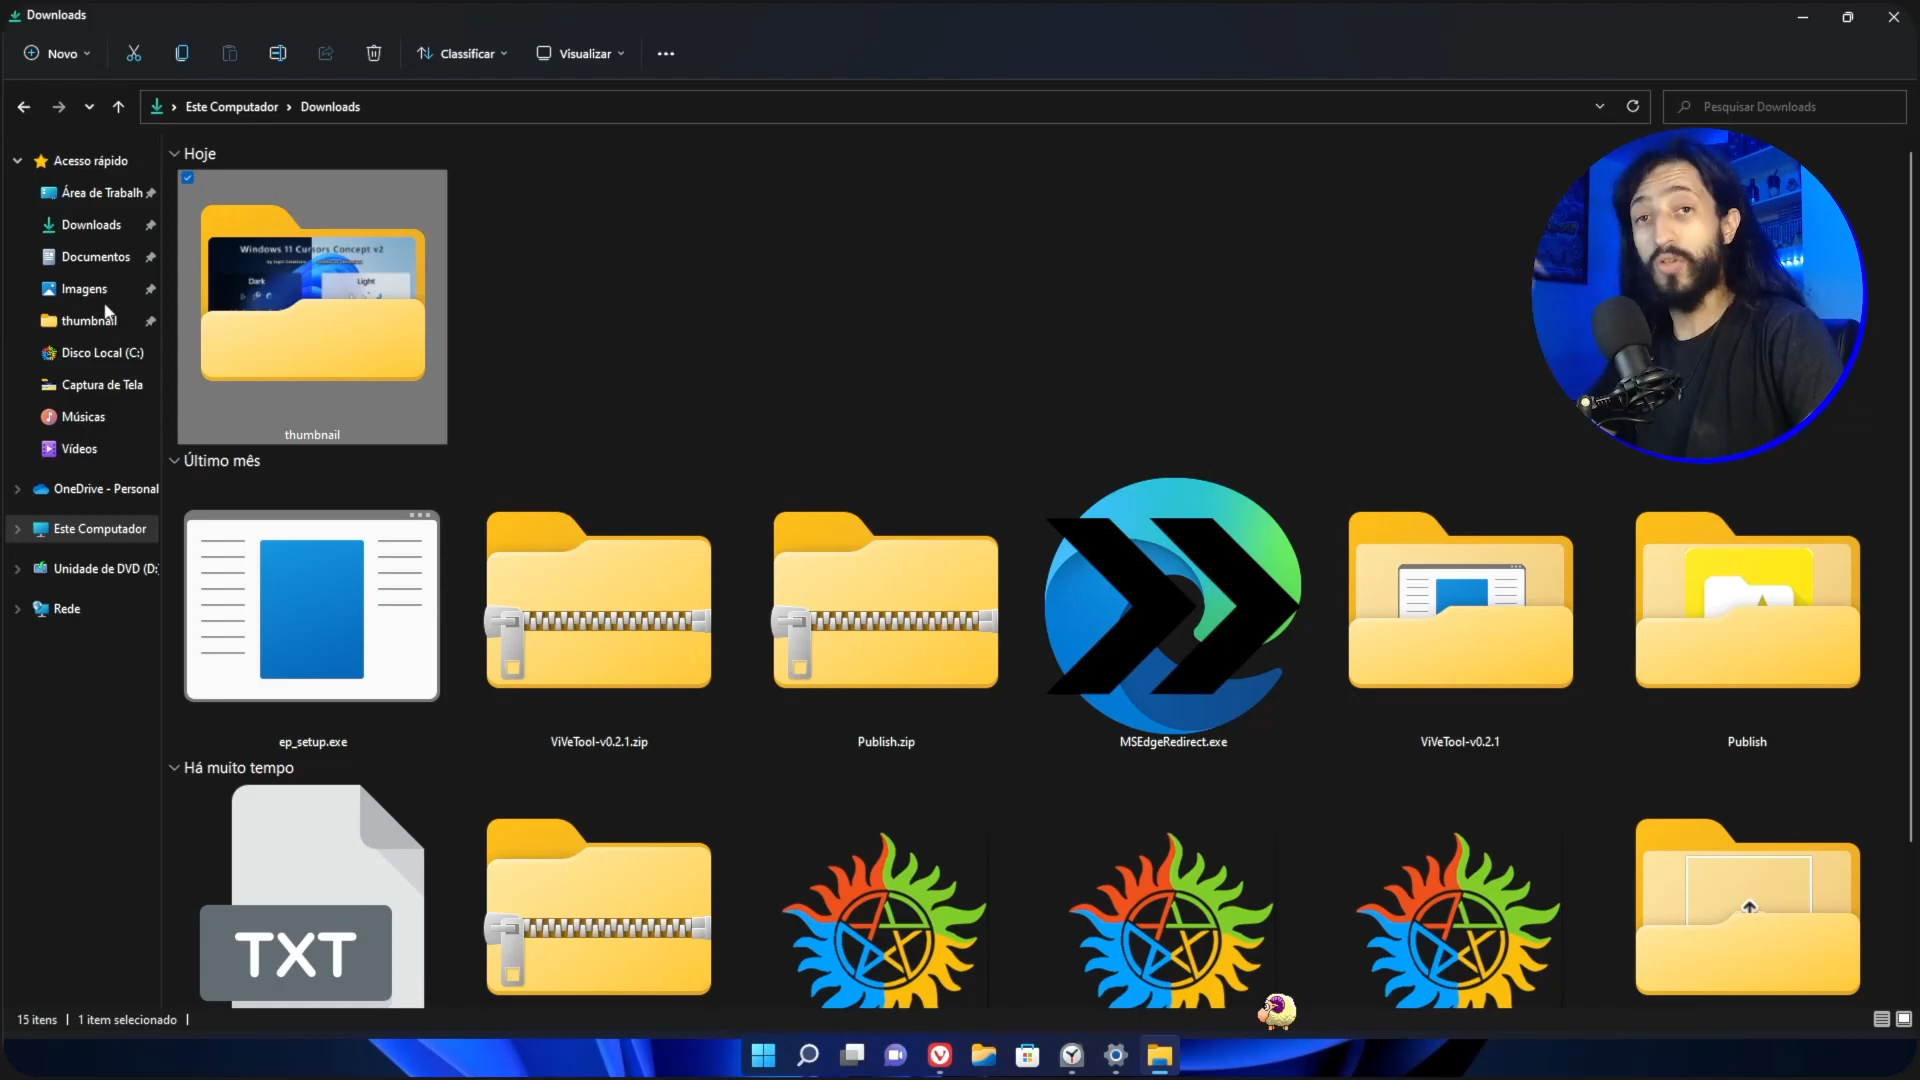 Downloads
Novo
Classificar
Visualizar
Este Computador
Downloads
Pesquisar Downloads
Acesso rápido
Área de Trabalh
Downloads
Documentos
Imagens
thumbnail
Disco Local (C:)
Captura de Tela
Músicas
Vídeos
OneDrive - Personal
Este Computador
Unidade de DVD (D:
Rede
Hoje
Windows 11 Cursors Concept v2
Dark
Light
thumbnail
Último mês
ep_setup.exe
ViVeTool-v0.2.1.zip
Publish.zip
MSEdgeRedirect.exe
ViVeTool-v0.2.1
Publish
Há muito tempo
TXT
15 itens
1 item selecionado